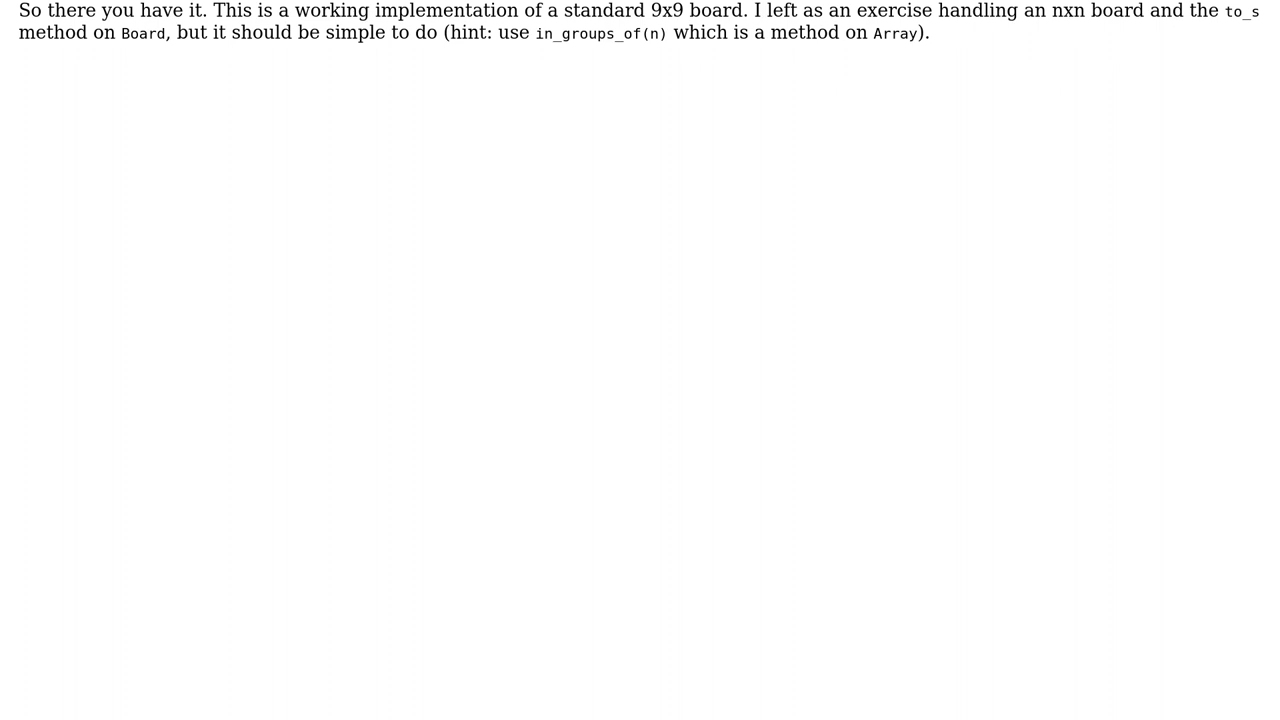 So there you have it. This is a working implementation of a standard 9x9 board. I left as an exercise handling an nxn board and the to_s
method on Board, but it should be simple to do (hint: use in_groups_of(n) which is a method on Array).